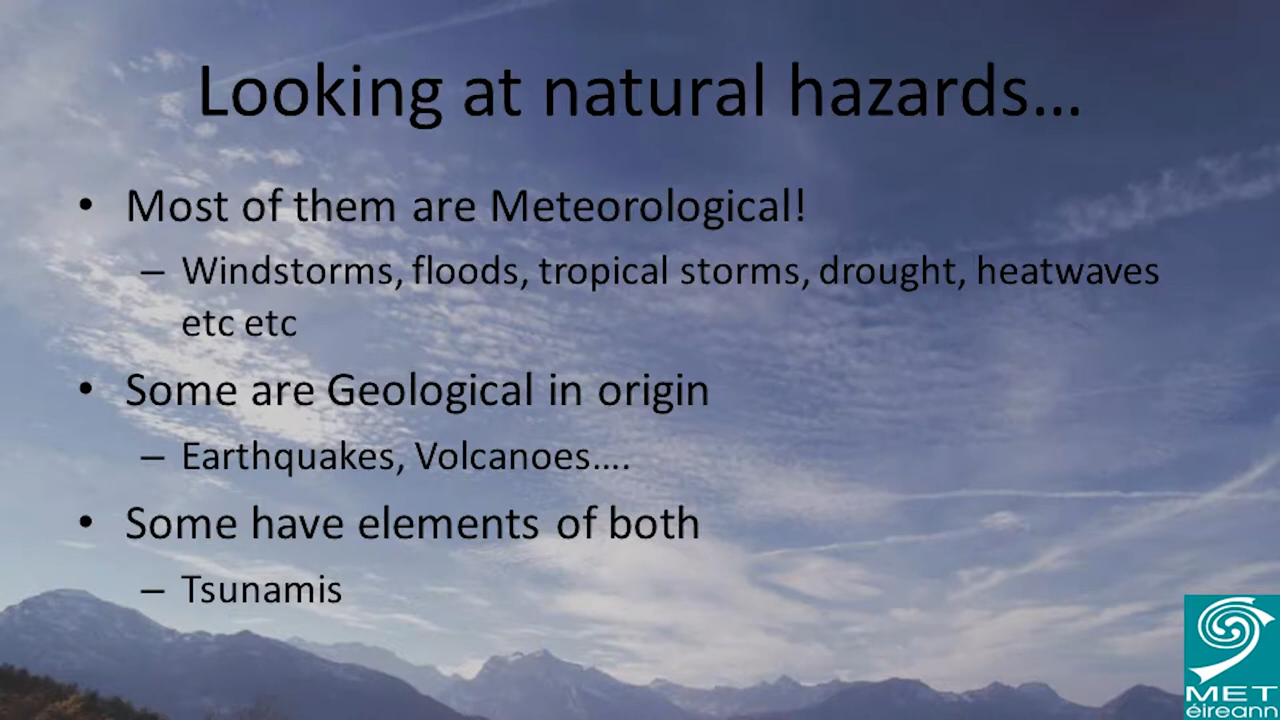 Looking at natural hazards...
• Most of them are Meteorological!
– Windstorms, floods, tropical storms, drought, heatwaves
etc etc
• Some are Geological in origin
– Earthquakes, Volcanoes....
• Some have elements of both
– Tsunamis
MET
éireann